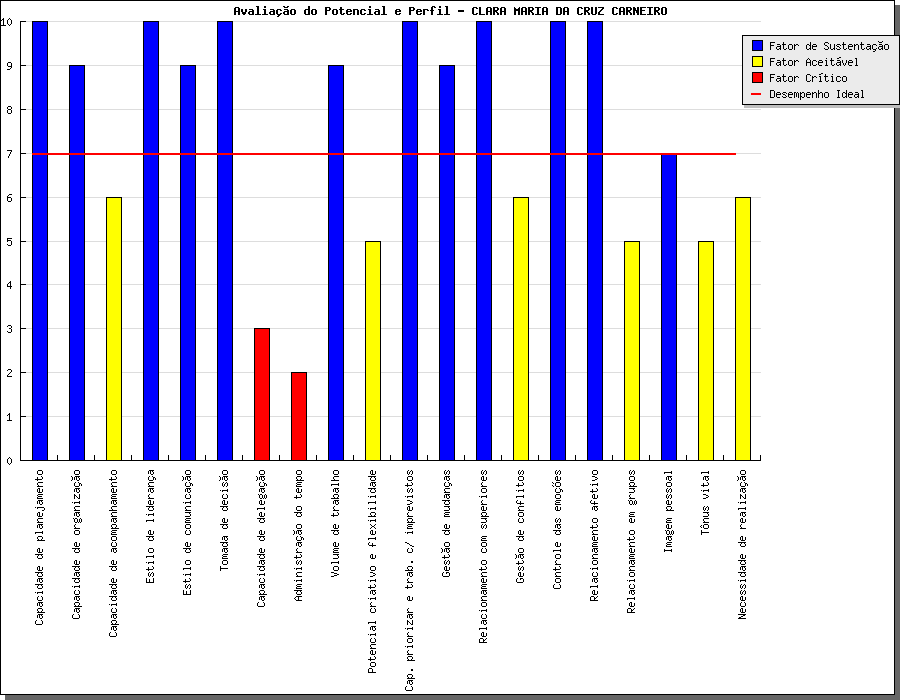 Avaliação do Potencial e Perfil - CLARA MARIA DA CRUZ CARNEIRO
Fator de Sustentação
Fator Aceitável
Fator Crítico
Desempenho Ideal
10
9
8
7
6
5
4
3
2
1
0
Capacidade de planejamento
Capacidade de organização
Capacidade de acompanhamento
Estilo de liderança
Estilo de comunicação
Tomada de decisão
Capacidade de delegação
Administração do tempo
Volume de trabalho
Potencial criativo e flexibilidade
Cap. priorizar e trab. c/ imprevistos
Gestão de mudanças
Relacionamento com superiores
Gestão de conflitos
Controle das emoções
Relacionamento afetivo
Relacionamento em grupos
Imagem pessoal
Tônus vital
Necessidade de realização